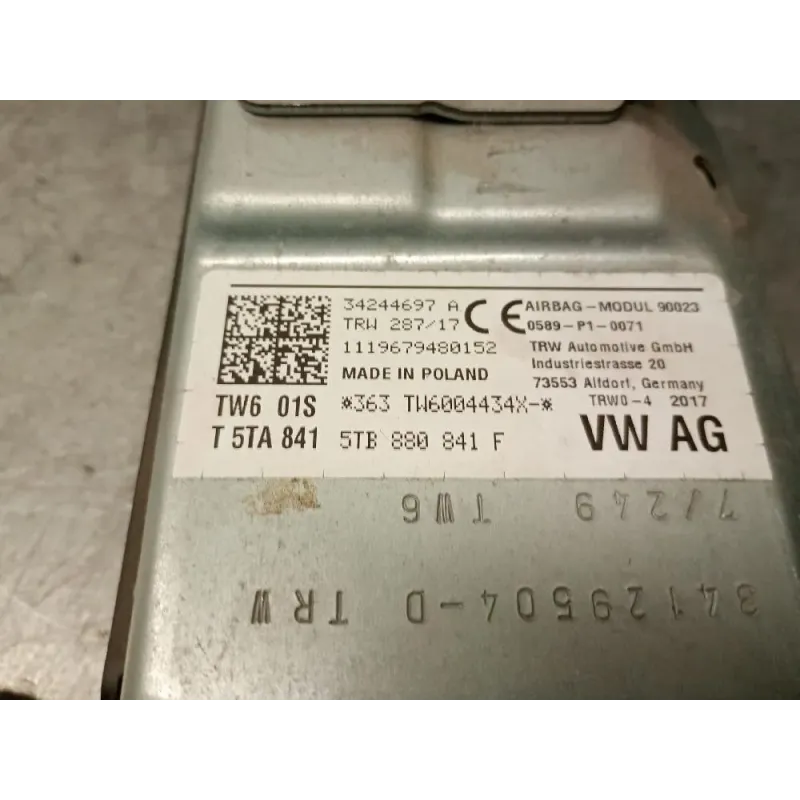 34244697 A
TRW 287/17
1119679480152
MADE IN POLAND
CE
AIRBAG-MODUL 90023
0589-P1-0071
TRW Automotive GmbH
Industriestrasse 20
73553 Alfdorf, Germany
TRW0-4 2017
TW6 01S
*363 TW6004434X-*
T 5TA 841
5TB 880 841 F
VW AG
7/249 TW6
34129504-D TRW